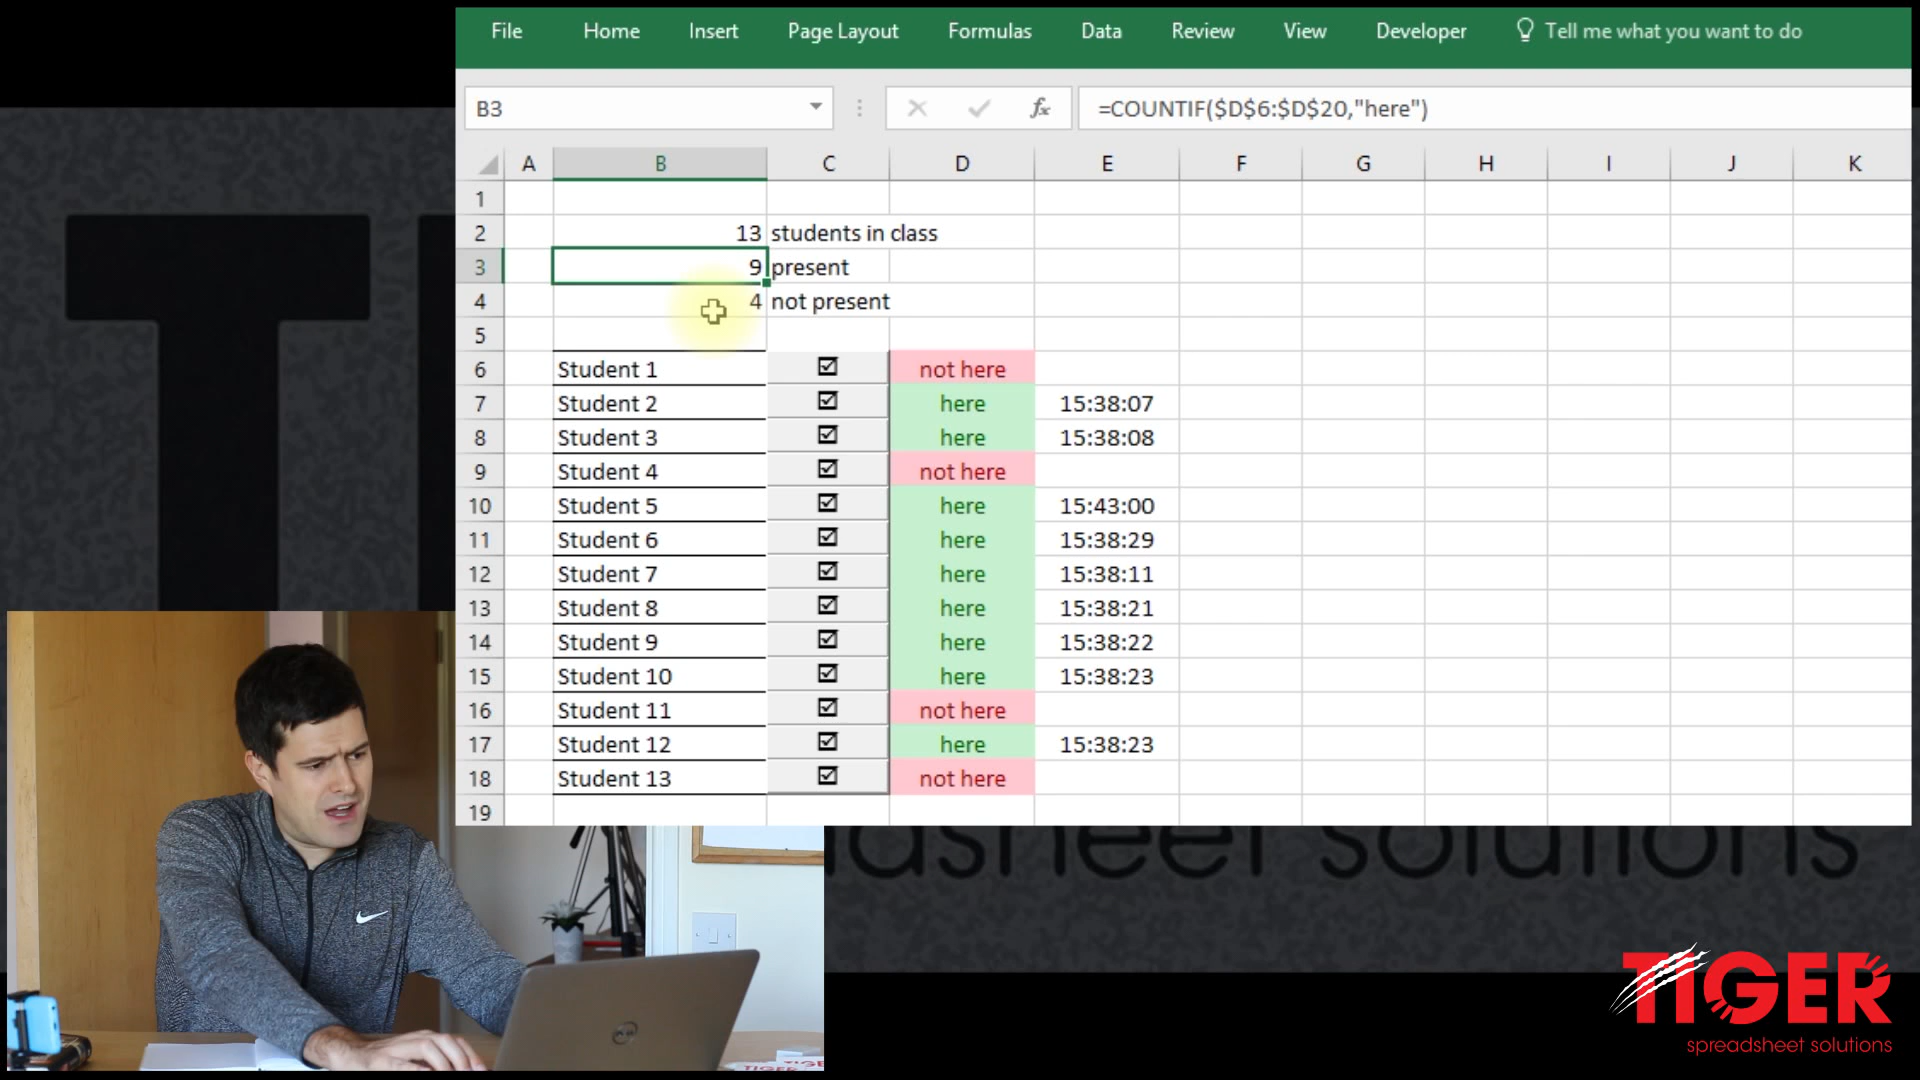 File Home Insert Page Layout Formulas Data Review View Developer Tell me what you want to do
B3 fx =COUNTIF($D$6:$D$20,"here")
A B C D E F G H I J K
1
2 13 students in class
3 9 present
4 4 not present
5
6 Student 1 not here
7 Student 2 here 15:38:07
8 Student 3 here 15:38:08
9 Student 4 not here
10 Student 5 here 15:43:00
11 Student 6 here 15:38:29
12 Student 7 here 15:38:11
13 Student 8 here 15:38:21
14 Student 9 here 15:38:22
15 Student 10 here 15:38:23
16 Student 11 not here
17 Student 12 here 15:38:23
18 Student 13 not here
19
solutions
TIGER
spreadsheet solutions